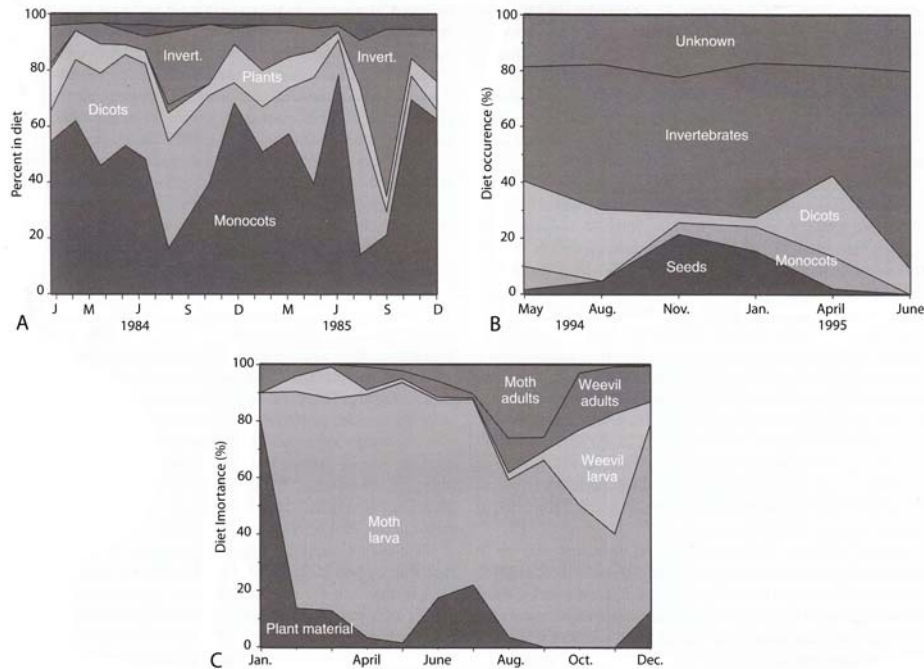 100
80
60
40
20
0
Percent in diet
Invert.
Invert.
Plants
Dicots
Monocots
J M J S D M J S D
1984 1985
A
100
80
60
40
20
0
Diet occurence (%)
Unknown
Invertebrates
Dicots
Monocots
Seeds
May Aug. Nov. Jan. April June
1994 1995
B
100
80
60
40
20
0
Diet Imortance (%)
Moth
adults
Weevil
adults
Weevil
larva
Moth
larva
Plant material
Jan. April June Aug. Oct. Dec.
C